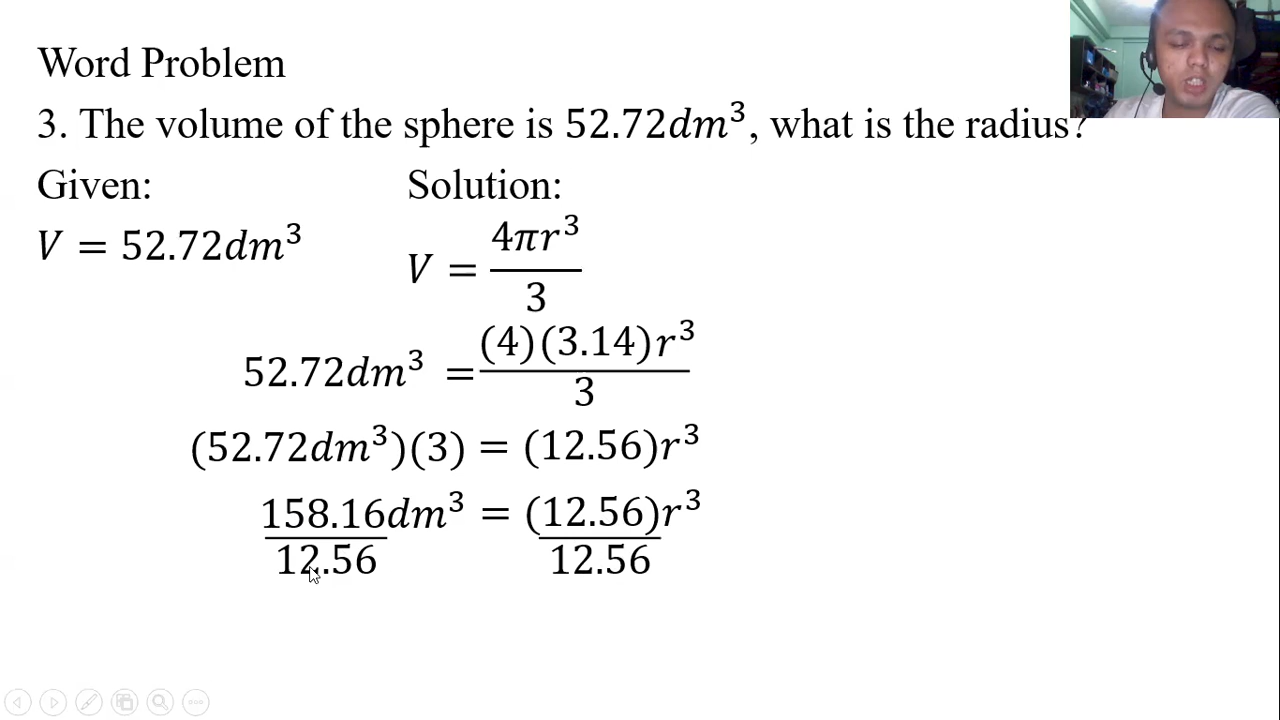 Word Problem
3. The volume of the sphere is 52.72dm³, what is the radius?
Given: Solution:
V = 52.72dm³ V = 4πr³/3
52.72dm³ = (4)(3.14)r³/3
(52.72dm³)(3) = (12.56)r³
158.16dm³/12.56 = (12.56)r³/12.56